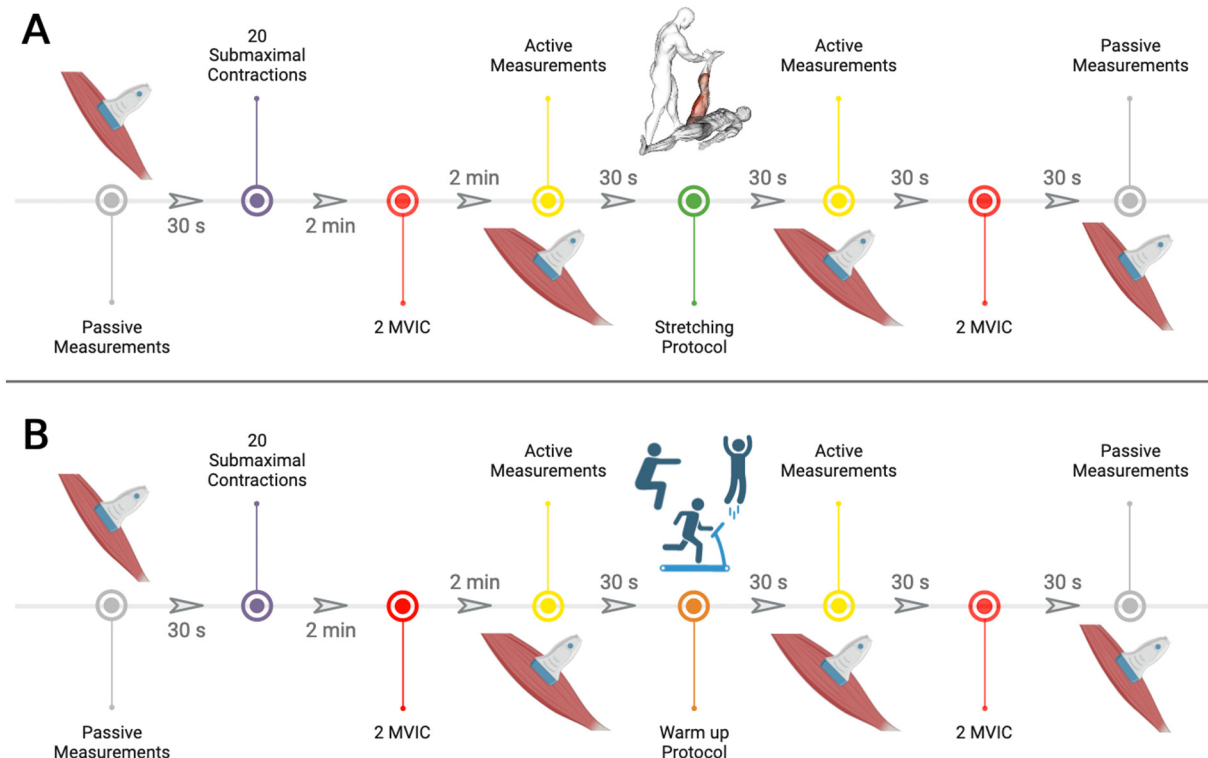 A
20
Submaximal
Contractions
Active
Measurements
Active
Measurements
Passive
Measurements
30 s
2 min
2 min
30 s
30 s
30 s
30 s
Passive
Measurements
2 MVIC
Stretching
Protocol
2 MVIC
B
20
Submaximal
Contractions
Active
Measurements
Active
Measurements
Passive
Measurements
30 s
2 min
2 min
30 s
30 s
30 s
30 s
Passive
Measurements
2 MVIC
Warm up
Protocol
2 MVIC